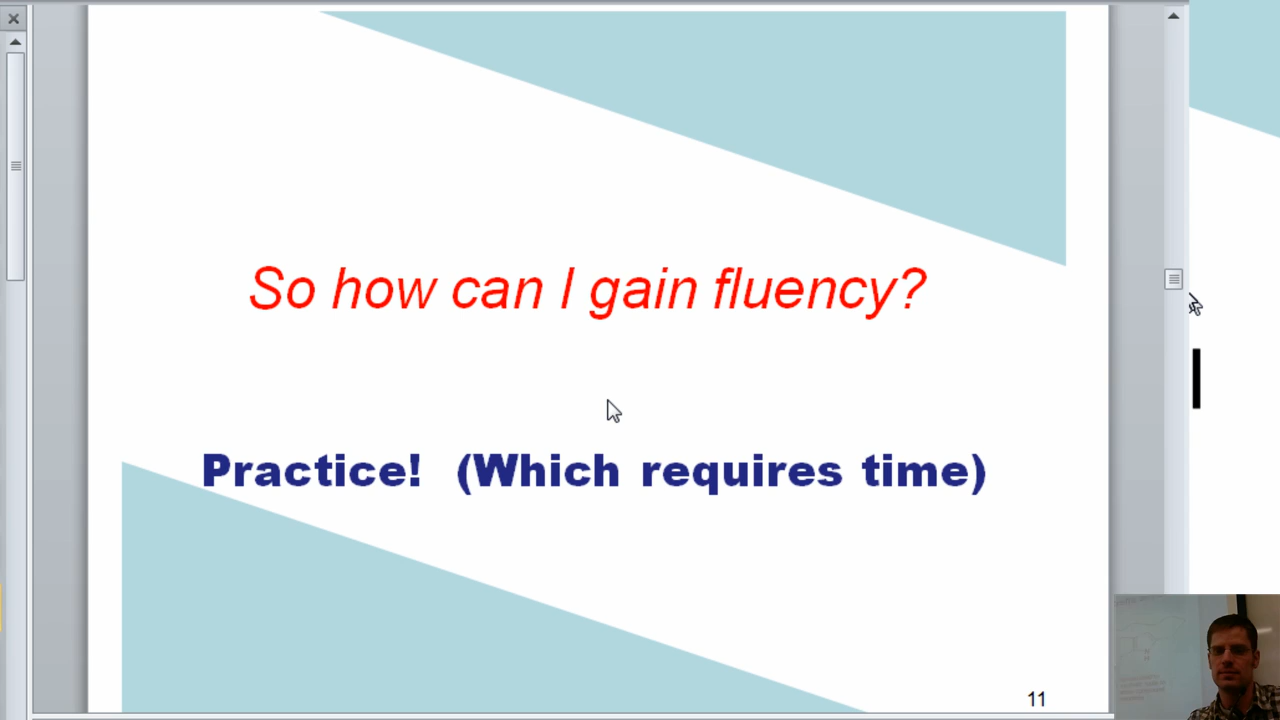 So how can I gain fluency?
Practice! (Which requires time)
11